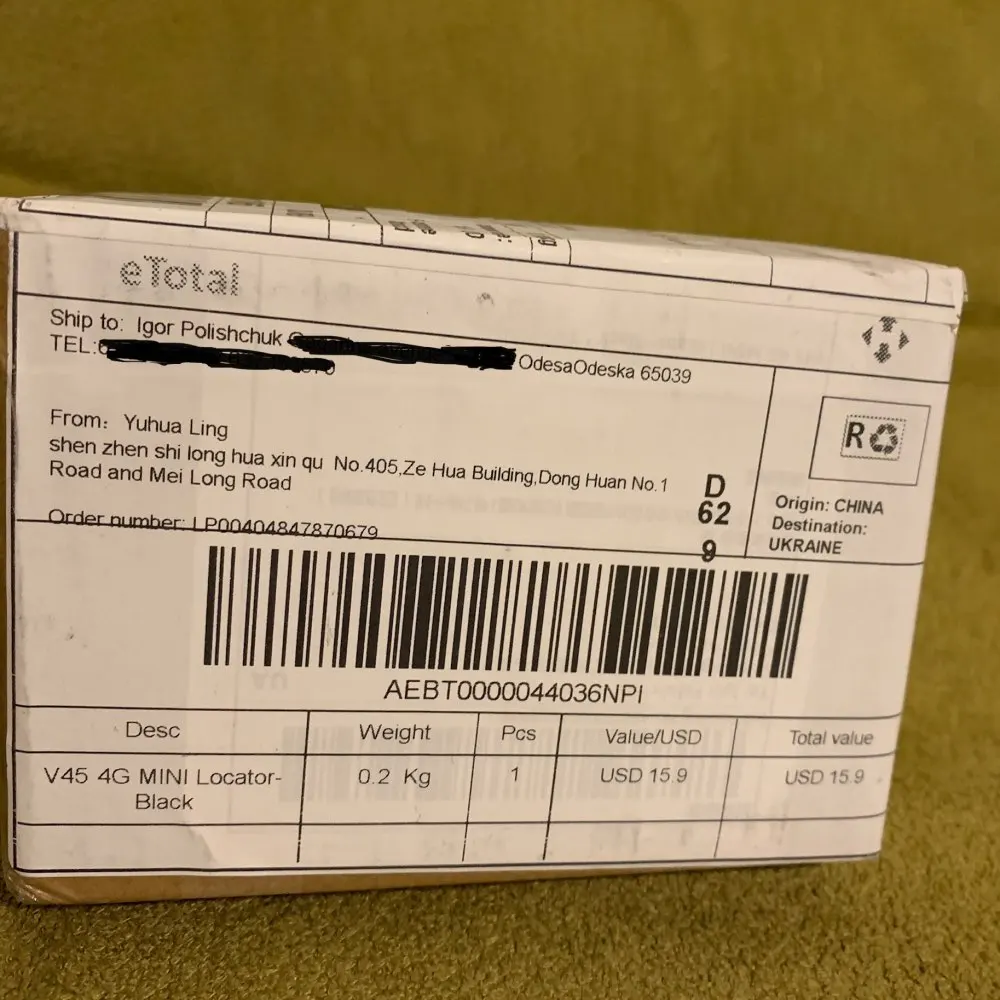 eTotal
Ship to: Igor Polishchuk
OdesaOdeska 65039
TEL:
From: Yuhua Ling
shen zhen shi long hua xin qu No.405,Ze Hua Building,Dong Huan No.1
Road and Mei Long Road
Order number: LP00404847870679
D
62
9
R
Origin: CHINA
Destination:
UKRAINE
AEBT0000044036NPI
Desc Weight Pcs Value/USD Total value
V45 4G MINI Locator- 0.2 Kg 1 USD 15.9 USD 15.9
Black